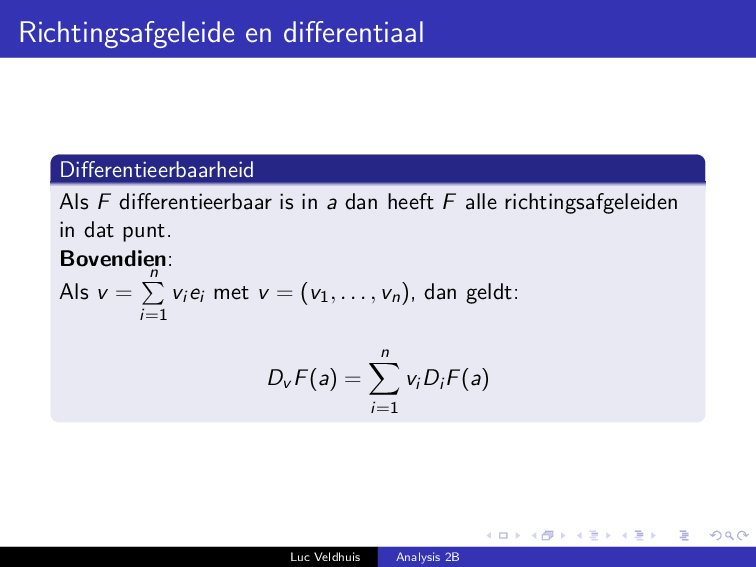 Richtingsafgeleide en differentiaal
Differentieerbaarheid
Als F differentieerbaar is in a dan heeft F alle richtingsafgeleiden
in dat punt.
Bovendien:
Als v = \sum_{i=1}^{n} v_i e_i met v = (v_1, . . . , v_n), dan geldt:
D_v F(a) = \sum_{i=1}^{n} v_i D_i F(a)
Luc Veldhuis Analysis 2B